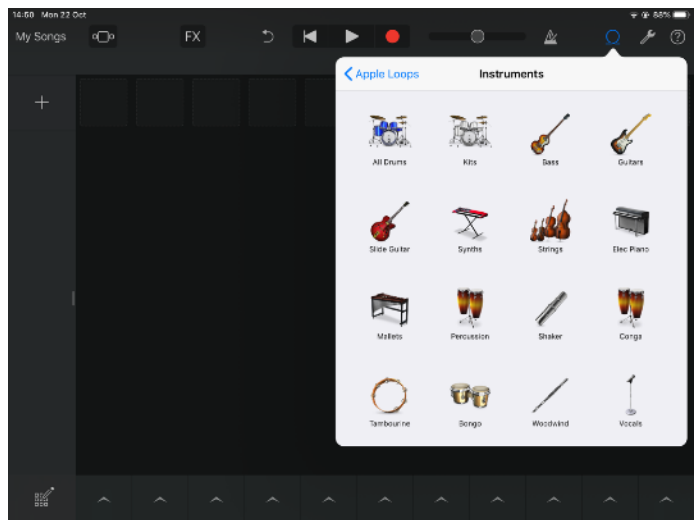 14:50 Mon 22 Oct 88%
My Songs FX
Apple Loops Instruments
All Drums Kits Bass Guitars
Slide Guitar Synths Strings Elec Piano
Mallets Percussion Shaker Conga
Tambourine Bongo Woodwind Vocals